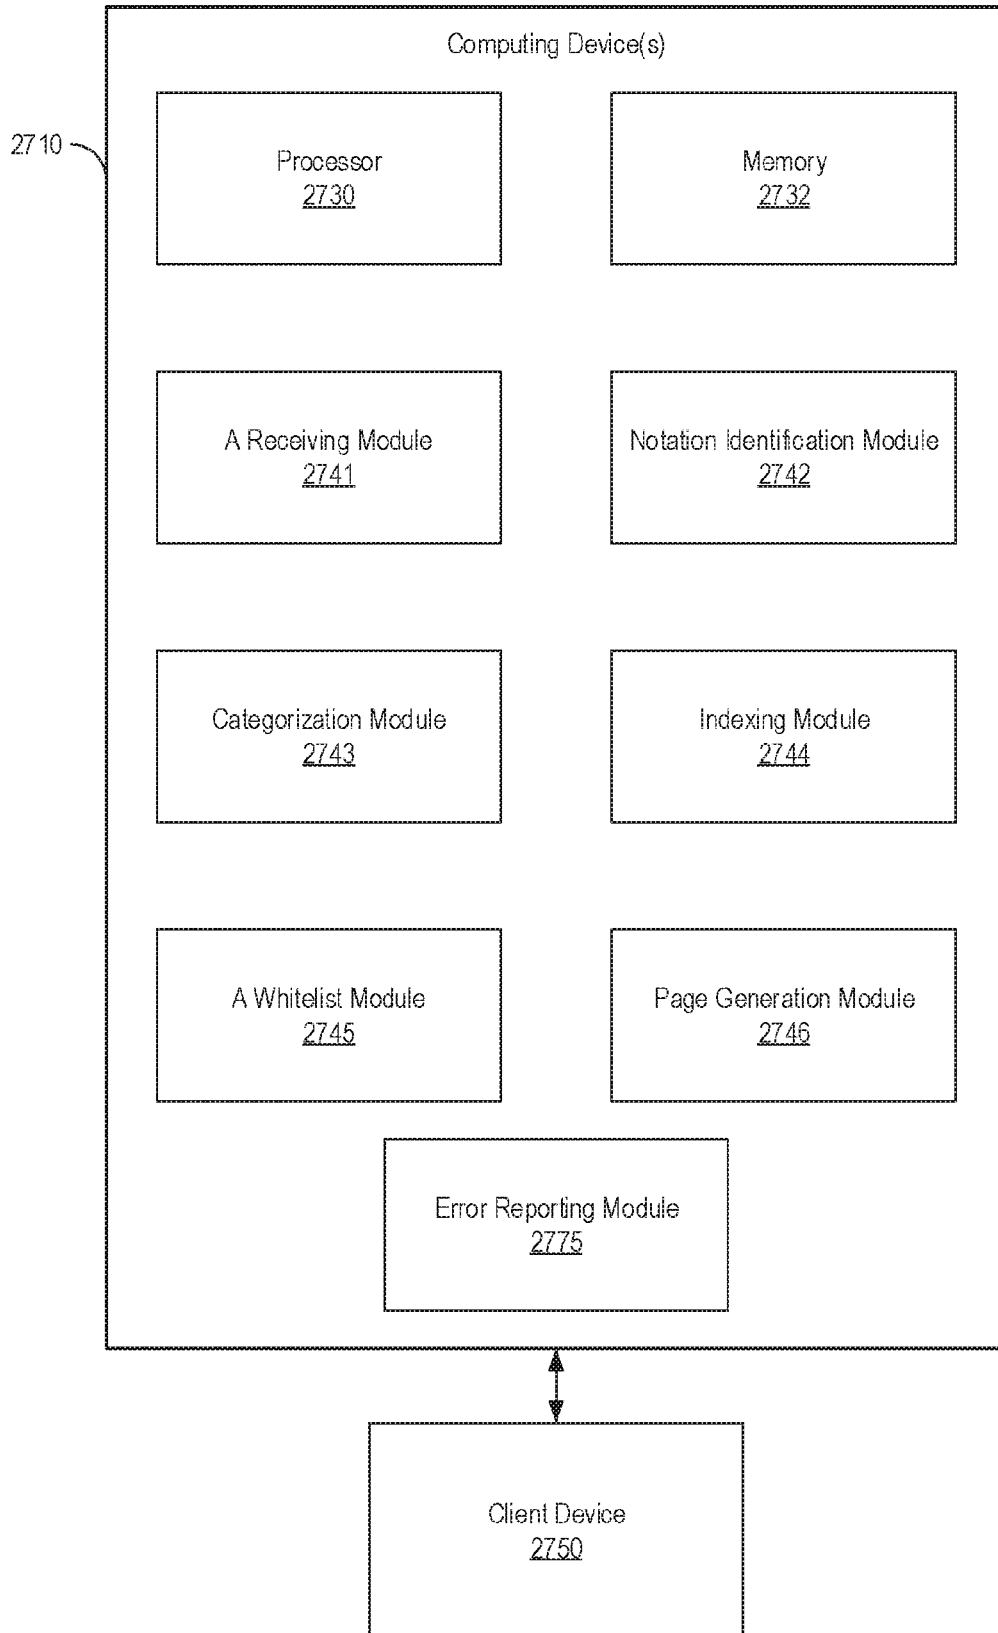 Computing Device(s)
2710
Processor
2730
Memory
2732
A Receiving Module
2741
Notation Identification Module
2742
Categorization Module
2743
Indexing Module
2744
A Whitelist Module
2745
Page Generation Module
2746
Error Reporting Module
2775
Client Device
2750